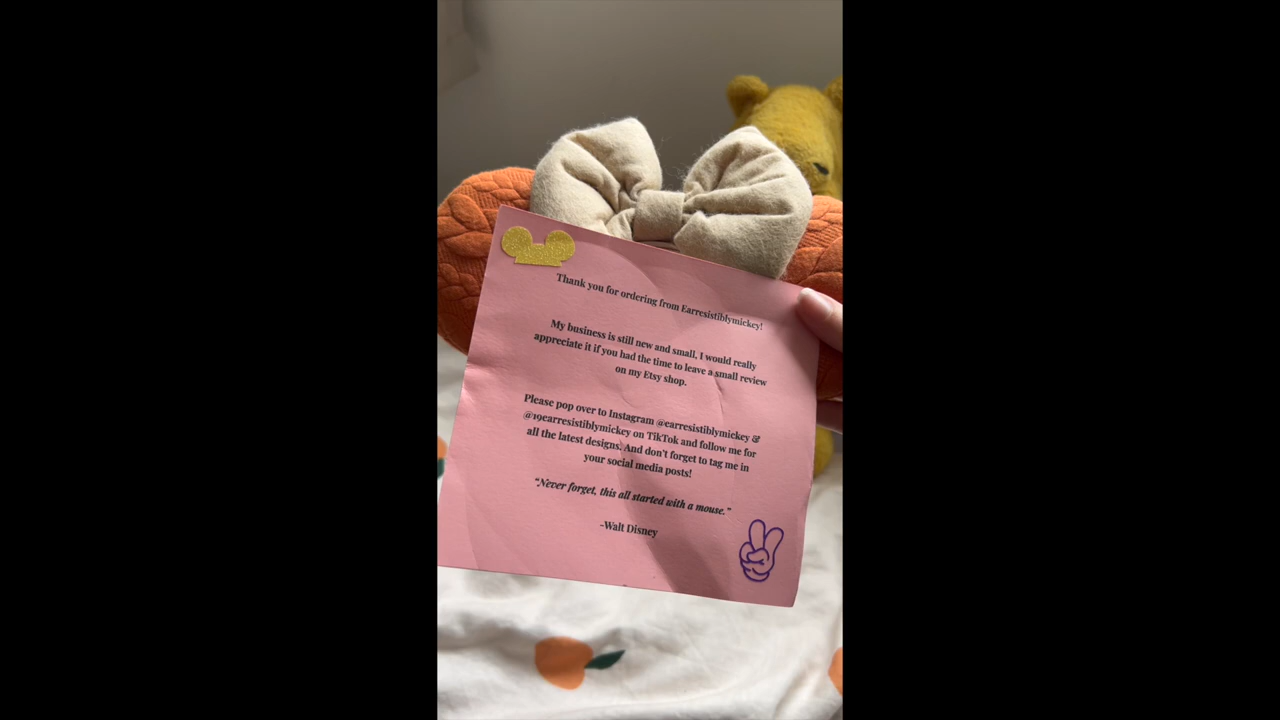 Thank you for ordering from Earresistiblymickey!
My business is still new and small, I would really
appreciate it if you had the time to leave a small review
on my Etsy shop.
Please pop over to Instagram @earresistiblymickey &
@19earresistiblymickey on TikTok and follow me for
all the latest designs. And don't forget to tag me in
your social media posts!
“Never forget, this all started with a mouse.”
-Walt Disney